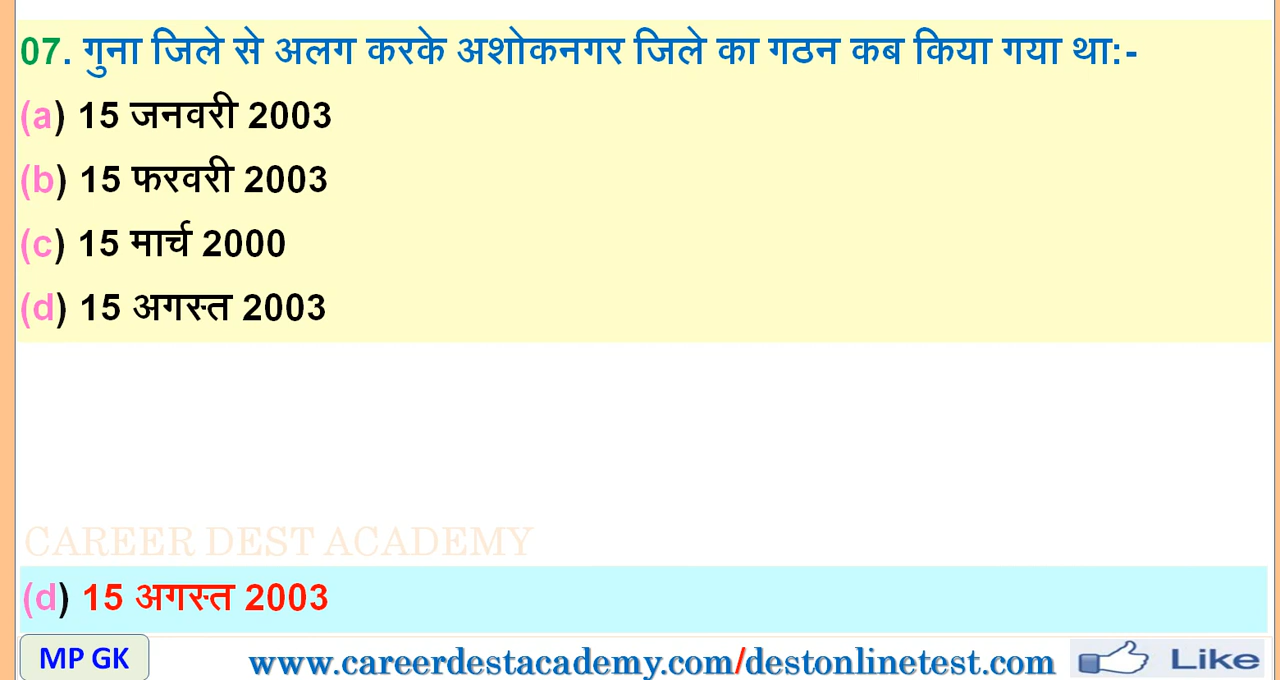 07. गुना जिले से अलग करके अशोकनगर जिले का गठन कब किया गया था:-
(a) 15 जनवरी 2003
(b) 15 फरवरी 2003
(c) 15 मार्च 2000
(d) 15 अगस्त 2003
CAREER DEST ACADEMY
(d) 15 अगस्त 2003
MP GK www.careerdestacademy.com/destonlinetest.com Like